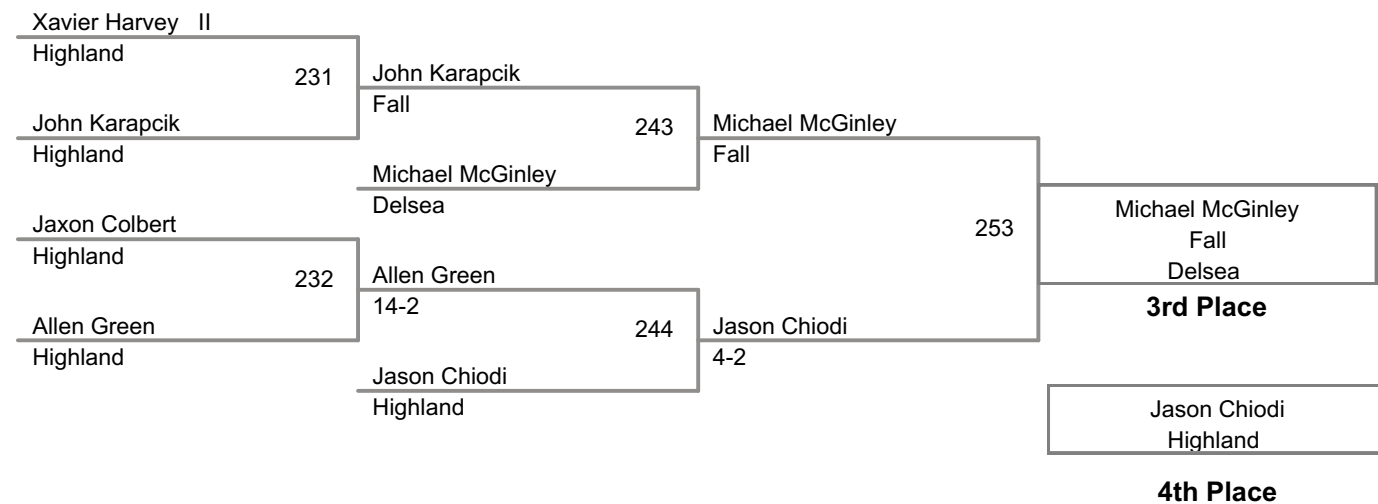 Xavier Harvey II
Highland
231
John Karapcik
Fall
John Karapcik
Highland
243
Michael McGinley
Fall
Michael McGinley
Delsea
Jaxon Colbert
Highland
232
Allen Green
14-2
Allen Green
Highland
244
Jason Chiodi
4-2
Jason Chiodi
Highland
253
Michael McGinley
Fall
Delsea
3rd Place
Jason Chiodi
Highland
4th Place